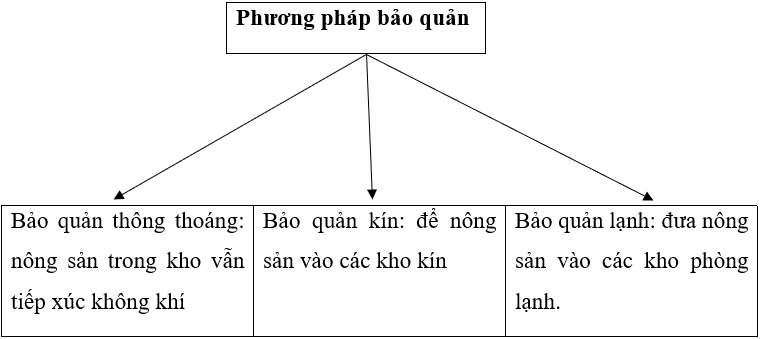 Phương pháp bảo quản
Bảo quản thông thoáng:
nông sản trong kho vẫn
tiếp xúc không khí
Bảo quản kín: để nông
sản vào các kho kín
Bảo quản lạnh: đưa nông
sản vào các kho phòng
lạnh.